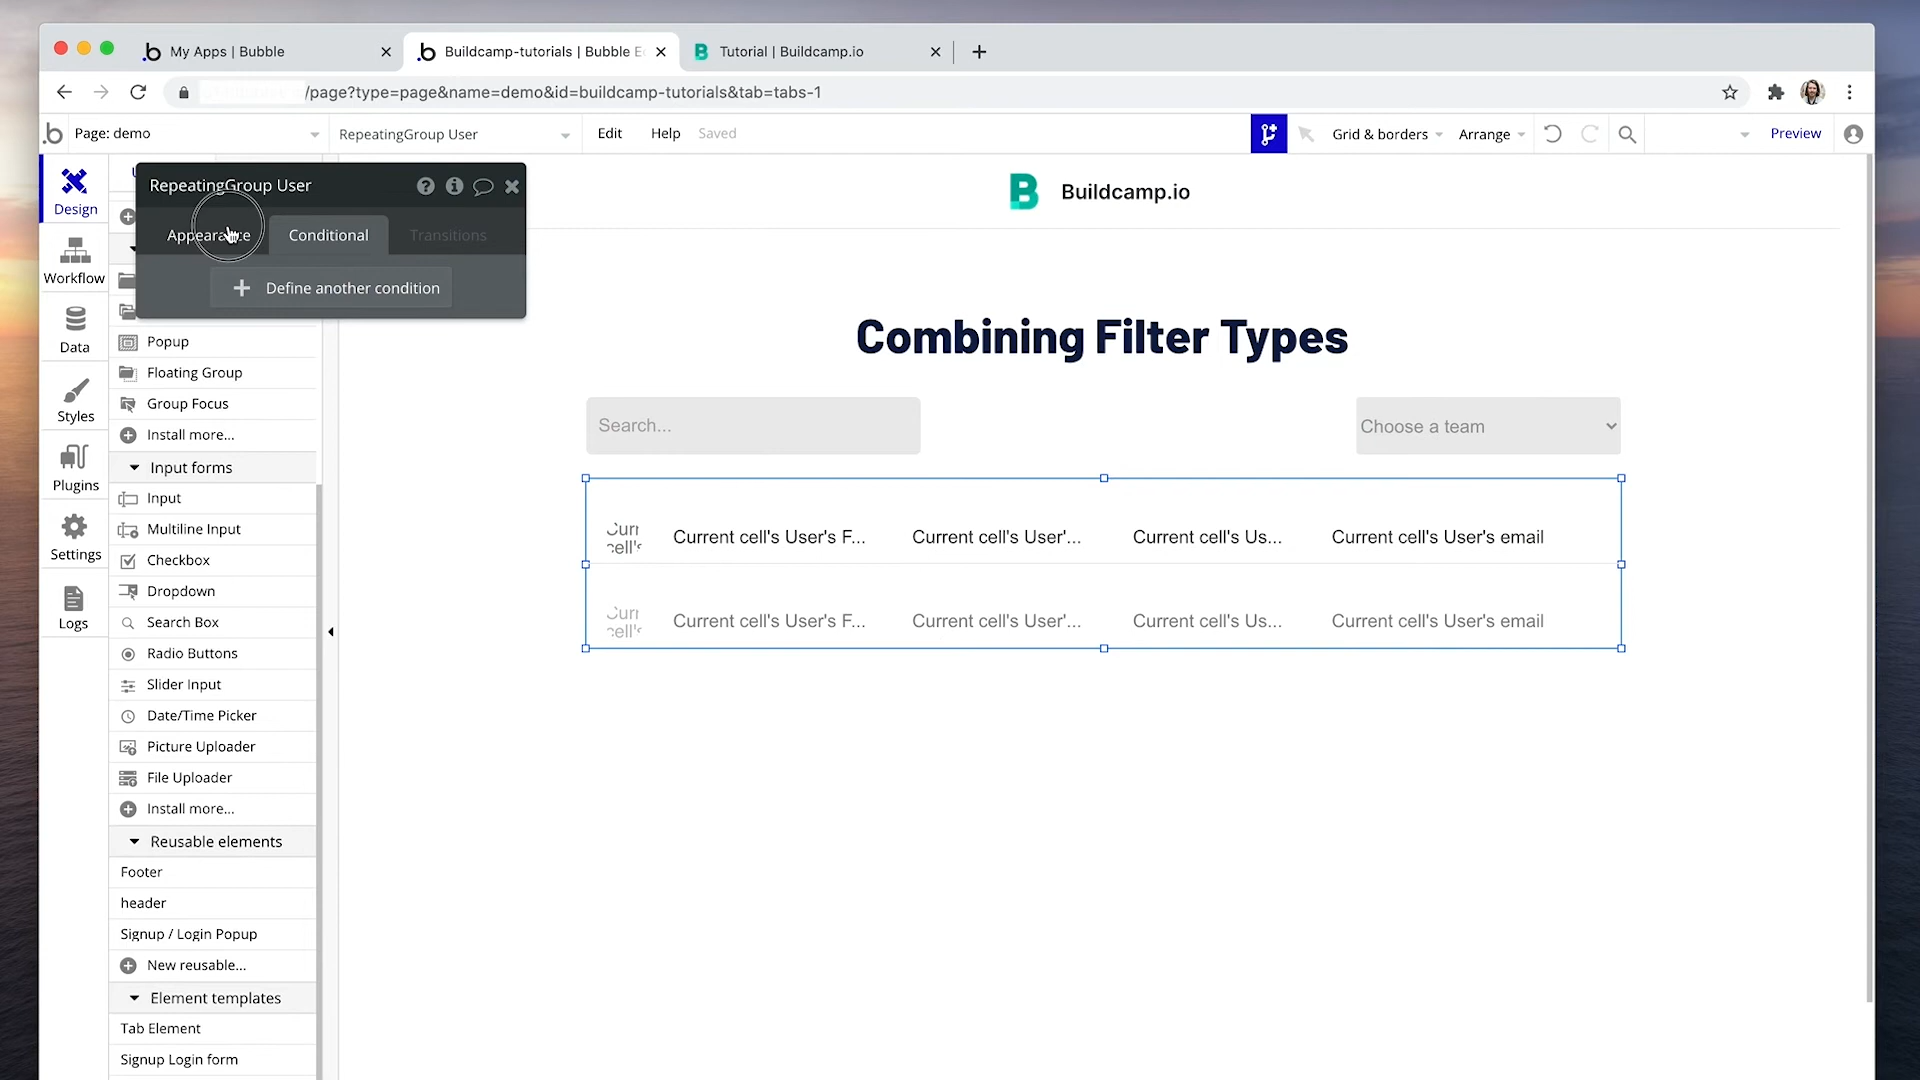 My Apps | Bubble
Buildcamp-tutorials | Bubble E
Tutorial | Buildcamp.io
/page?type=page&name=demo&id=buildcamp-tutorials&tab=tabs-1
Page: demo
RepeatingGroup User
Edit
Help
Saved
Grid & borders
Arrange
Preview
Design
Workflow
Data
Styles
Plugins
Settings
Logs
RepeatingGroup User
Appearance
Conditional
Transitions
Define another condition
Popup
Floating Group
Group Focus
Install more...
Input forms
Input
Multiline Input
Checkbox
Dropdown
Search Box
Radio Buttons
Slider Input
Date/Time Picker
Picture Uploader
File Uploader
Install more...
Reusable elements
Footer
header
Signup / Login Popup
New reusable...
Element templates
Tab Element
Signup Login form
Buildcamp.io
Combining Filter Types
Search...
Choose a team
Curr
cell's
Current cell's User's F...
Current cell's User'...
Current cell's Us...
Current cell's User's email
Curr
cell's
Current cell's User's F...
Current cell's User'...
Current cell's Us...
Current cell's User's email